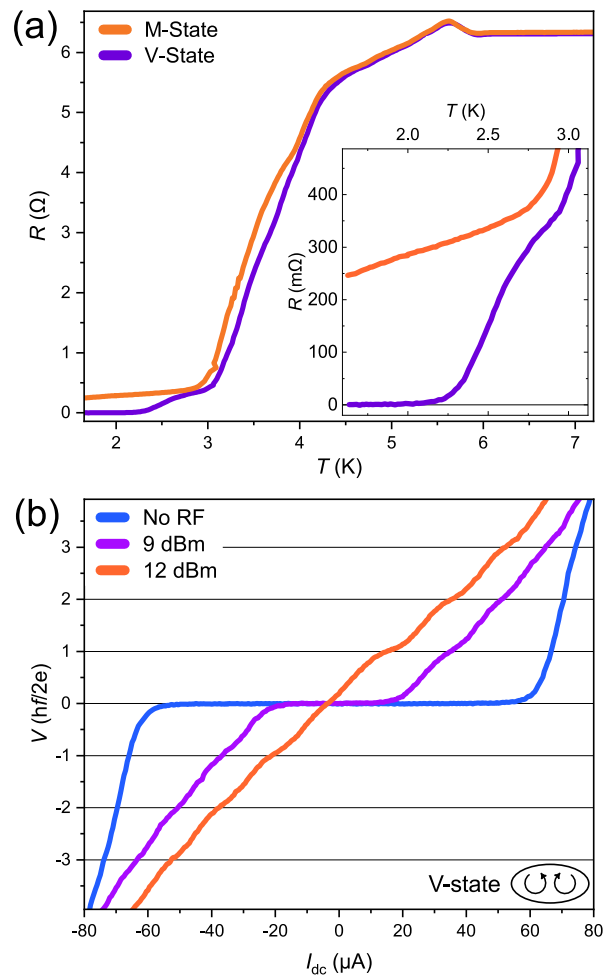 (a)
M-State
V-State
R (Ω)
6
5
4
3
2
1
0
2
3
4
5
6
7
T (K)
T (K)
2.0
2.5
3.0
R (mΩ)
400
300
200
100
0
(b)
No RF
9 dBm
12 dBm
V (hf/2e)
3
2
1
0
-1
-2
-3
-80
-60
-40
-20
0
20
40
60
80
I_dc (μA)
V-state